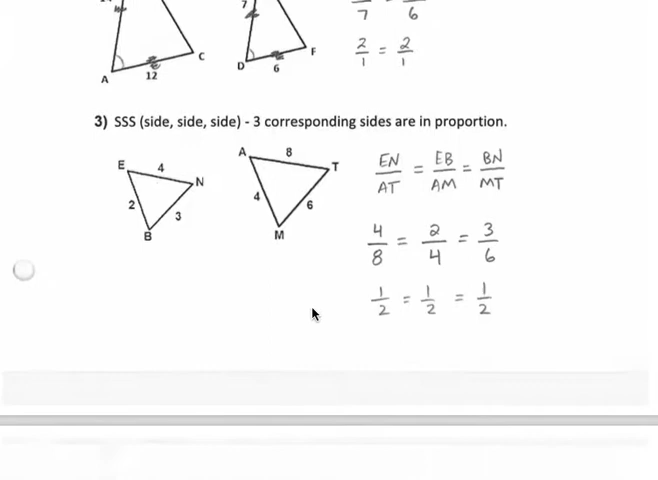 7 7 6
A 12 C D 6 F 2/1 = 2/1
3) SSS (side, side, side) - 3 corresponding sides are in proportion.
E 4 N 2 3 B A 8 T 4 6 M EN/AT = EB/AM = BN/MT
4/8 = 2/4 = 3/6
1/2 = 1/2 = 1/2